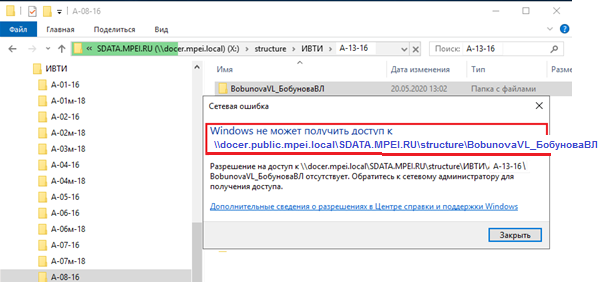 А-08-16
Файл
Главная
Поделиться
Вид
« SDATA.MPEI.RU (\\docer.mpei.local) (X:) > structure > ИВТИ > А-13-16
Поиск: А-13-16
ИВТИ
А-01-16
А-01м-18
А-02-16
А-02м-18
А-03-16
А-03м-18
А-04-16
А-04м-18
А-05-16
А-06-16
А-06м-18
А-07-16
А-07м-18
А-08-16
Имя
Дата изменения
Тип
BobunovaVL_БобуноваВЛ
20.05.2020 13:02
Папка с файлами
Сетевая ошибка
Windows не может получить доступ к
\\docer.public.mpei.local\SDATA.MPEI.RU\structure\BobunovaVL_БобуноваВЛ
Разрешение на доступ к \\docer.mpei.local\SDATA.MPEI.RU\structure\ИВТИ\ А-13-16\
BobunovaVL_БобуноваВЛ отсутствует. Обратитесь к сетевому администратору для
получения доступа.
Дополнительные сведения о разрешениях в Центре справки и поддержки Windows
Закрыть